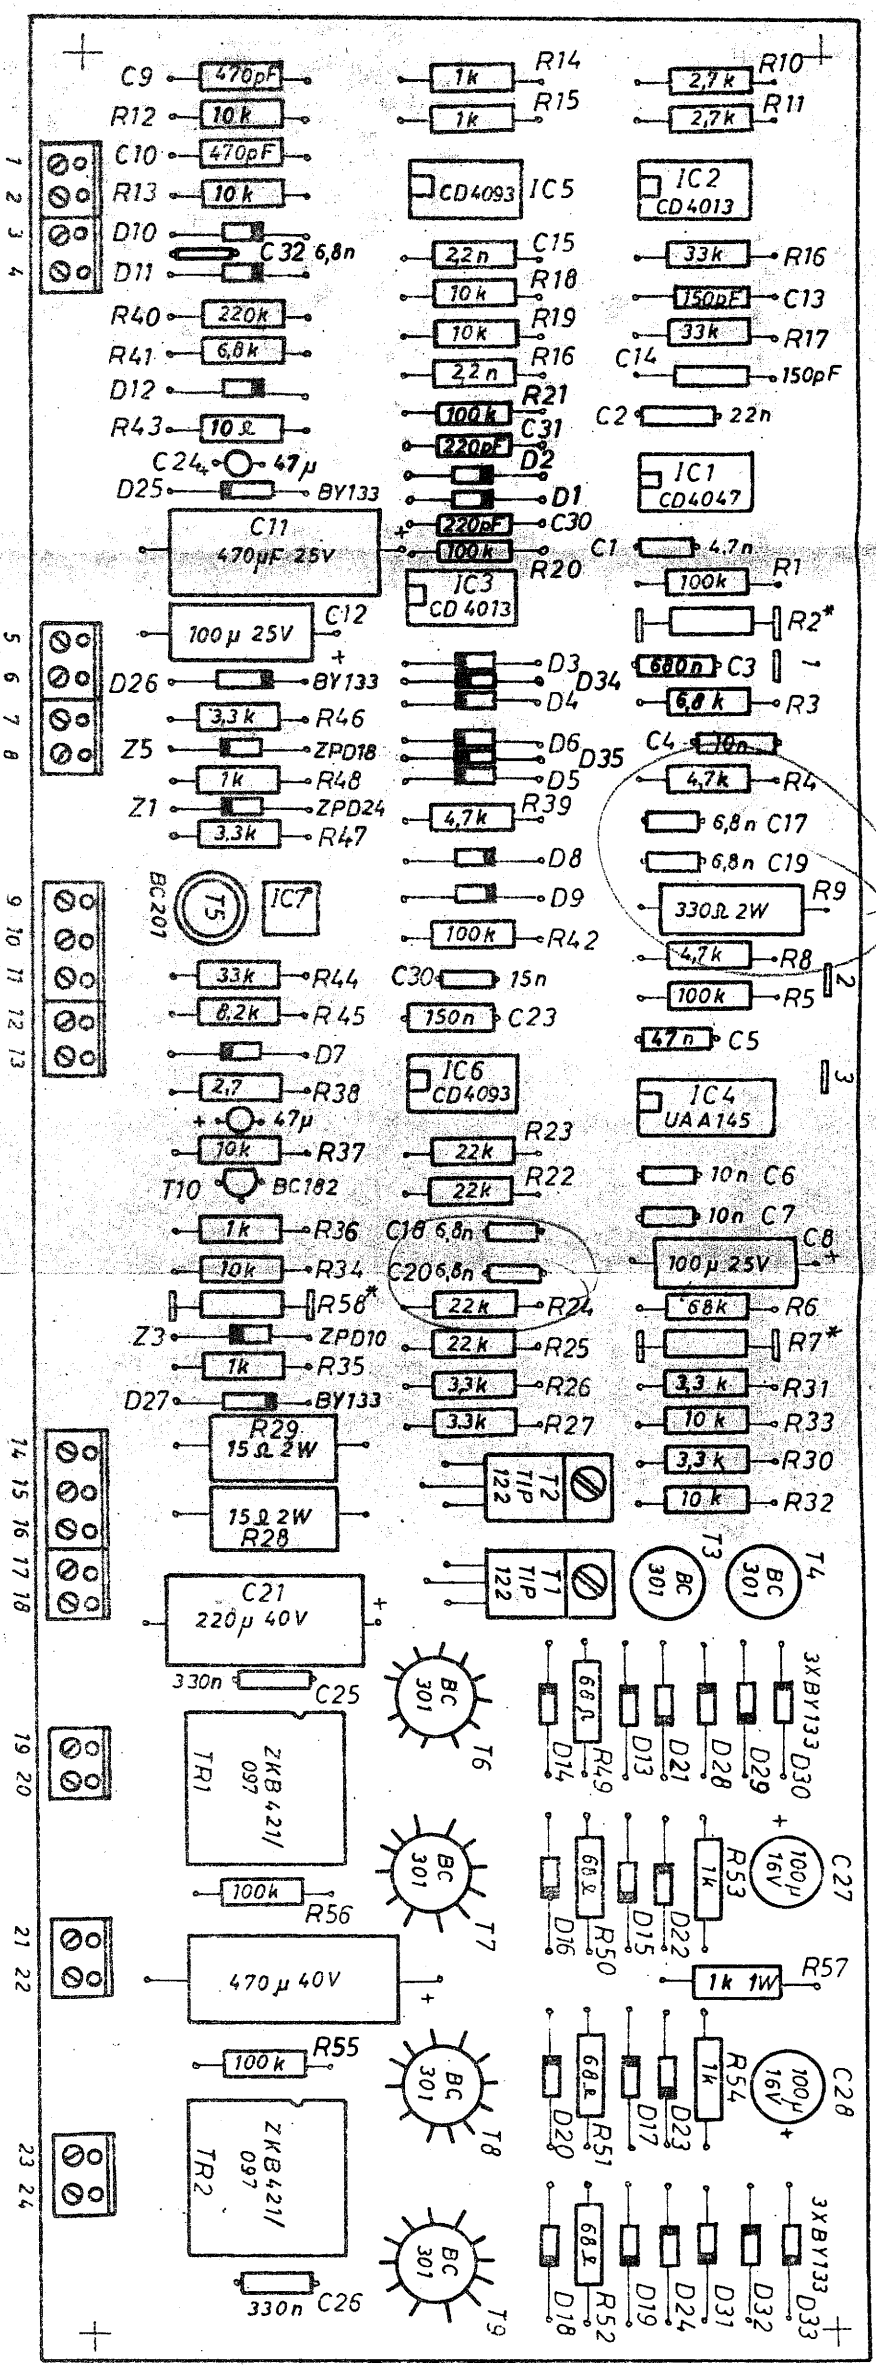 C9 470pF
R12 10k
C10 470pF
R13 10k
D10
C32 6,8n
D11
R40 220k
R41 6,8k
D12
R43 10Ω
C24 + 47µ
D25 BY133
C11 +
470µF 25V
C12
100µ 25V
+
D26 BY133
3,3k R46
Z5 ZPD18
1k R48
Z1 ZPD24
3,3k R47
BC201 T5 IC7
33k R44
8,2k R45
D7
2,7 R38
+ 47µ
10k R37
T10 BC182
1k R36
10k R34
R58*
Z3 ZPD10
1k R35
D27 BY133
R29
15Ω 2W
15Ω 2W
R28
C21 +
220µ 40V
330n C25
ZKB 421/
097
TR1
100k
R56
470µ 40V
+
R55
100k
ZKB 421/
097
TR2
330n C26
1
2
3
4
5
6
7
8
9
10
11
12
13
14
15
16
17
18
19
20
21
22
23
24
R14
1k
R15
1k
CD4093 IC5
C15
2,2n
R18
10k
R19
10k
R16
2,2n
R21
100k
C31
220pF
D2
D1
220pF C30
100k
R20
IC3
CD 4013
D3
D34
D4
D6
D35
D5
R39
4,7k
D8
D9
100k R42
C30 15n
150n C23
IC6
CD4093
R23
22k
R22
22k
C18 6,8n
C20 6,8n
22k R24
22k R25
3,3k R26
3.3k R27
T2
TIP
122
T1
TIP
122
BC
301
T6
BC
301
T7
BC
301
T8
BC
301
T9
R10
2,7k
R11
2,7k
IC2
CD4013
33k R16
150pF C13
33k R17
C14
150pF
C2 22n
IC1
CD4047
C1 4.7n
R1
100k
R2*
680n C3 1
6,8k R3
C4 10n
4,7k R4
6,8n C17
6,8n C19
R9
330Ω 2W
4,7k R8
2
100k R5
47n C5
3
IC4
UAA145
10n C6
10n C7
C8
100µ 25V +
68k R6
R7*
3,3k R31
10k R33
3,3k R30
10k R32
T3
BC
301
T4
BC
301
D14
68Ω
R49
D13
D21
D28
D29
D30
3XBY133
D16
68Ω
R50
D15
D22
1k
R53
+
100µ
16V
C27
R57
1k 1W
D20
68Ω
R51
D17
D23
1k
R54
100µ
16V
+
C28
D18
68Ω
R52
D19
D24
D31
D32
D33
3XBY133